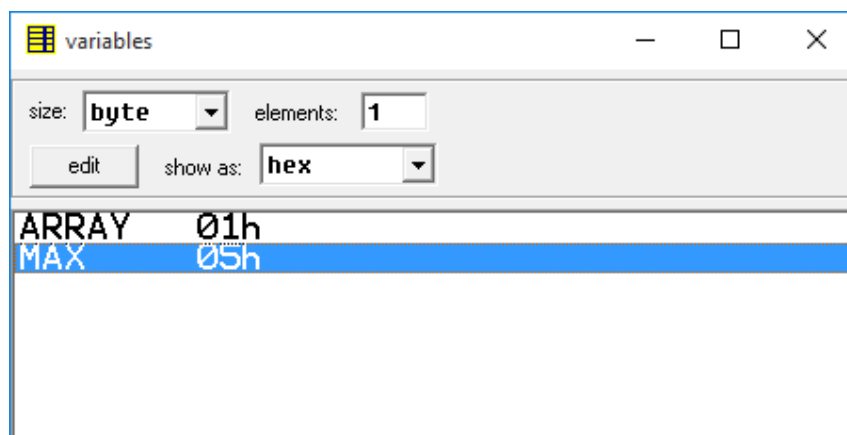 variables
size: byte elements: 1
edit show as: hex
ARRAY 01h
MAX 05h